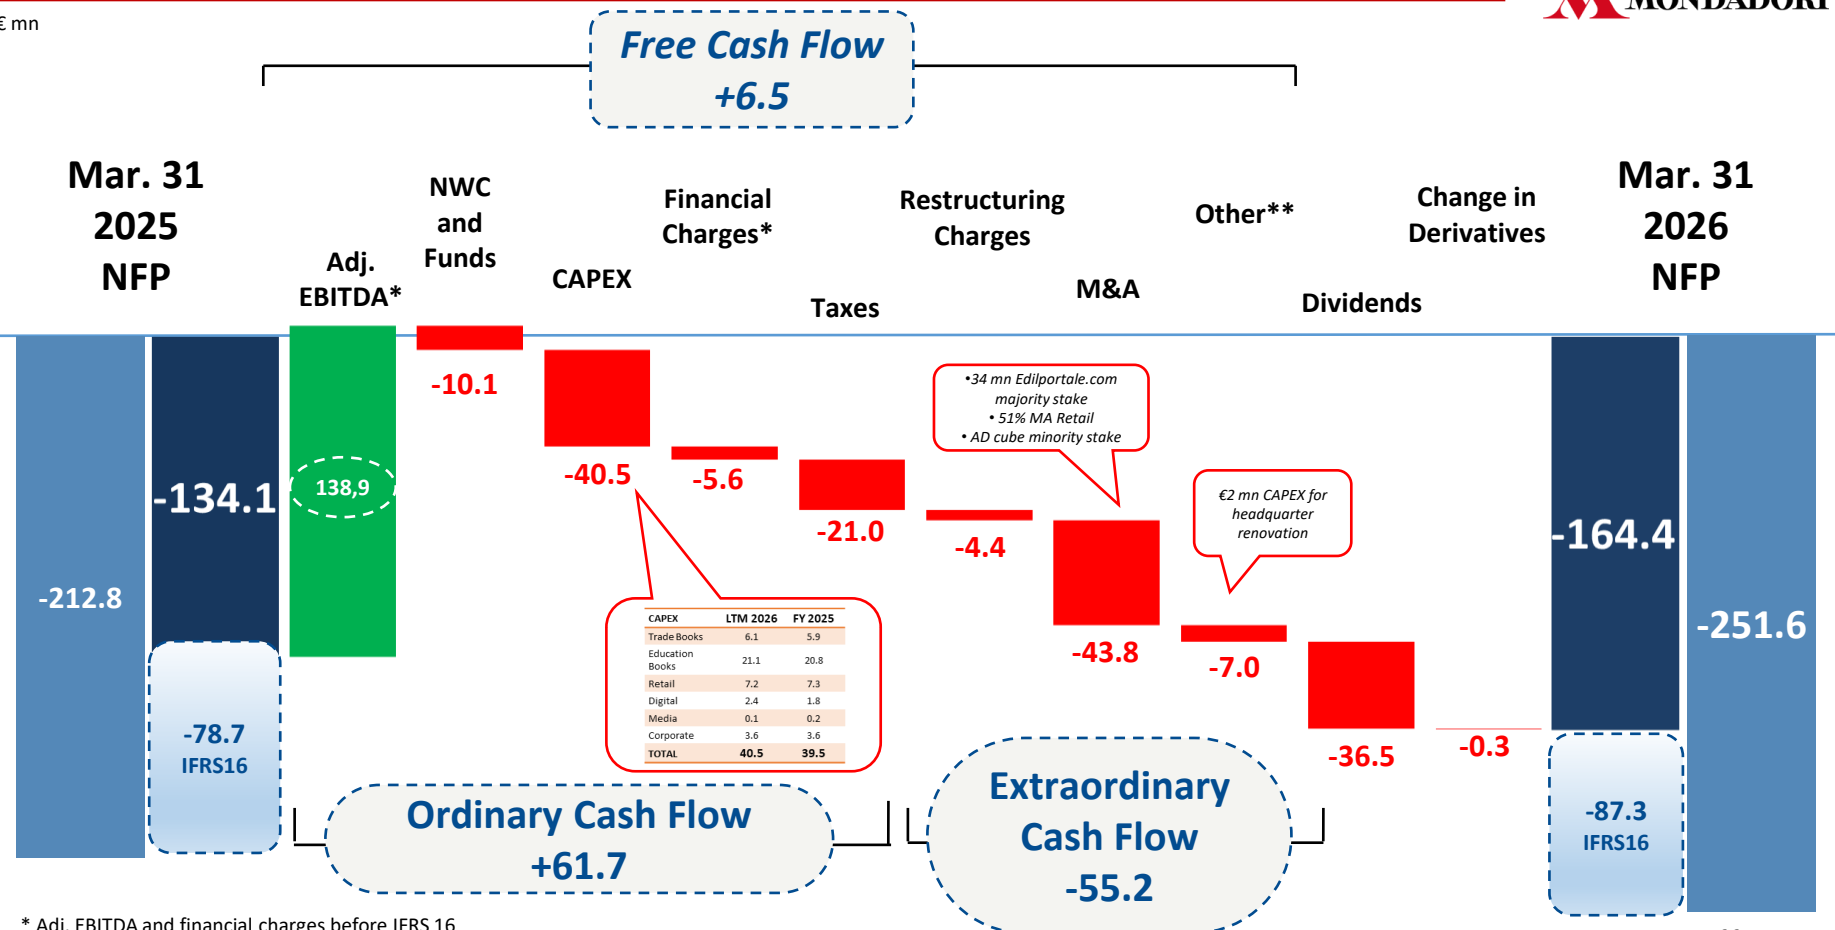 € mn
MONDADORI
Free Cash Flow
+6.5
Mar. 31
2025
NFP
Adj.
EBITDA*
NWC
and
Funds
CAPEX
Financial
Charges*
Taxes
Restructuring
Charges
M&A
Other**
Dividends
Change in
Derivatives
Mar. 31
2026
NFP
-212.8
-134.1
-78.7
IFRS16
138,9
-10.1
-40.5
-5.6
-21.0
-4.4
-43.8
-7.0
-36.5
-0.3
-164.4
-87.3
IFRS16
-251.6
•34 mn Edilportale.com
majority stake
• 51% MA Retail
• AD cube minority stake
€2 mn CAPEX for
headquarter
renovation
CAPEX LTM 2026 FY 2025
Trade Books 6.1 5.9
Education
Books 21.1 20.8
Retail 7.2 7.3
Digital 2.4 1.8
Media 0.1 0.2
Corporate 3.6 3.6
TOTAL 40.5 39.5
Ordinary Cash Flow
+61.7
Extraordinary
Cash Flow
-55.2
* Adj. EBITDA and financial charges before IFRS 16